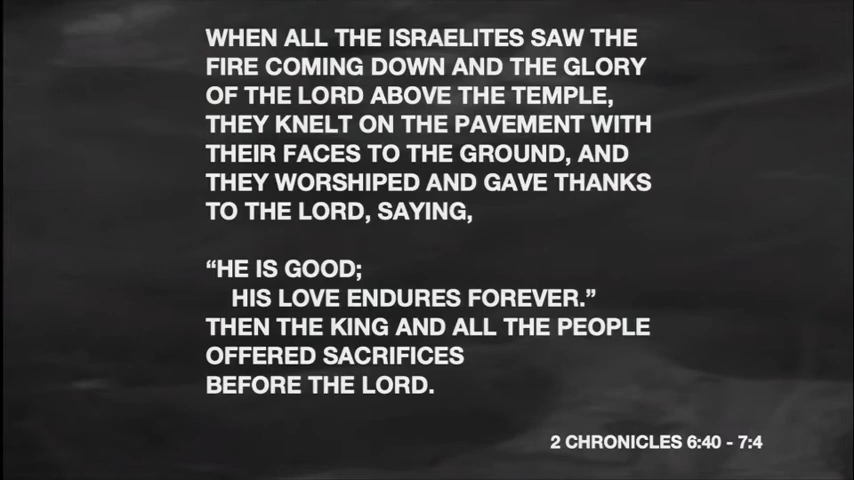 WHEN ALL THE ISRAELITES SAW THE
FIRE COMING DOWN AND THE GLORY
OF THE LORD ABOVE THE TEMPLE,
THEY KNELT ON THE PAVEMENT WITH
THEIR FACES TO THE GROUND, AND
THEY WORSHIPED AND GAVE THANKS
TO THE LORD, SAYING,
“HE IS GOOD;
HIS LOVE ENDURES FOREVER.”
THEN THE KING AND ALL THE PEOPLE
OFFERED SACRIFICES
BEFORE THE LORD.
2 CHRONICLES 6:40 - 7:4